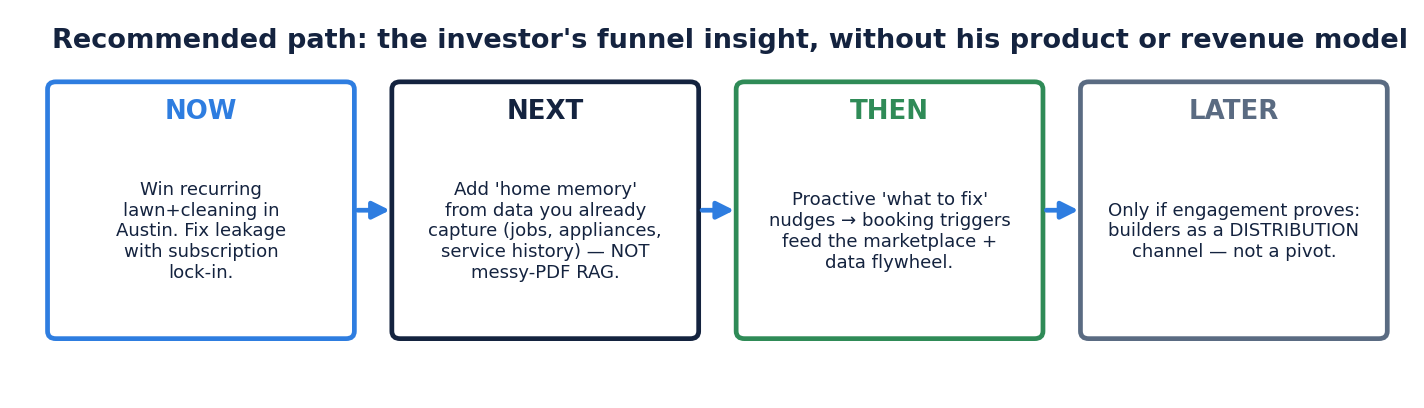 Recommended path: the investor's funnel insight, without his product or revenue model
NOW
Win recurring
lawn+cleaning in
Austin. Fix leakage
with subscription
lock-in.
NEXT
Add 'home memory'
from data you already
capture (jobs, appliances,
service history) — NOT
messy-PDF RAG.
THEN
Proactive 'what to fix'
nudges → booking triggers
feed the marketplace +
data flywheel.
LATER
Only if engagement proves:
builders as a DISTRIBUTION
channel — not a pivot.